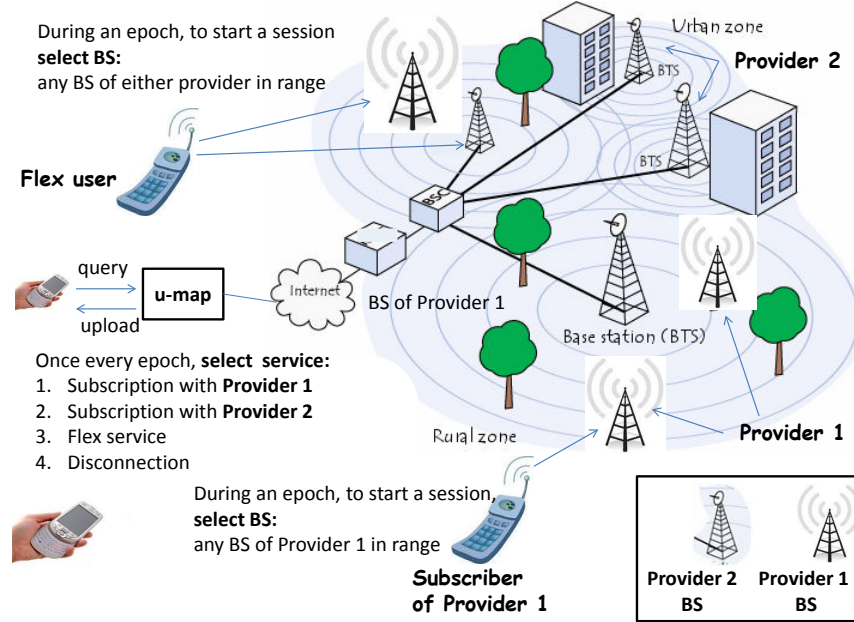 During an epoch, to start a session
select BS:
any BS of either provider in range
Urban zone
Provider 2
BTS
BTS
Flex user
BSC
query
u-map
upload
Internet
BS of Provider 1
Base station (BTS)
Once every epoch, select service:
1. Subscription with Provider 1
2. Subscription with Provider 2
3. Flex service
4. Disconnection
Rural zone
Provider 1
During an epoch, to start a session,
select BS:
any BS of Provider 1 in range
Subscriber
of Provider 1
Provider 2
BS
Provider 1
BS